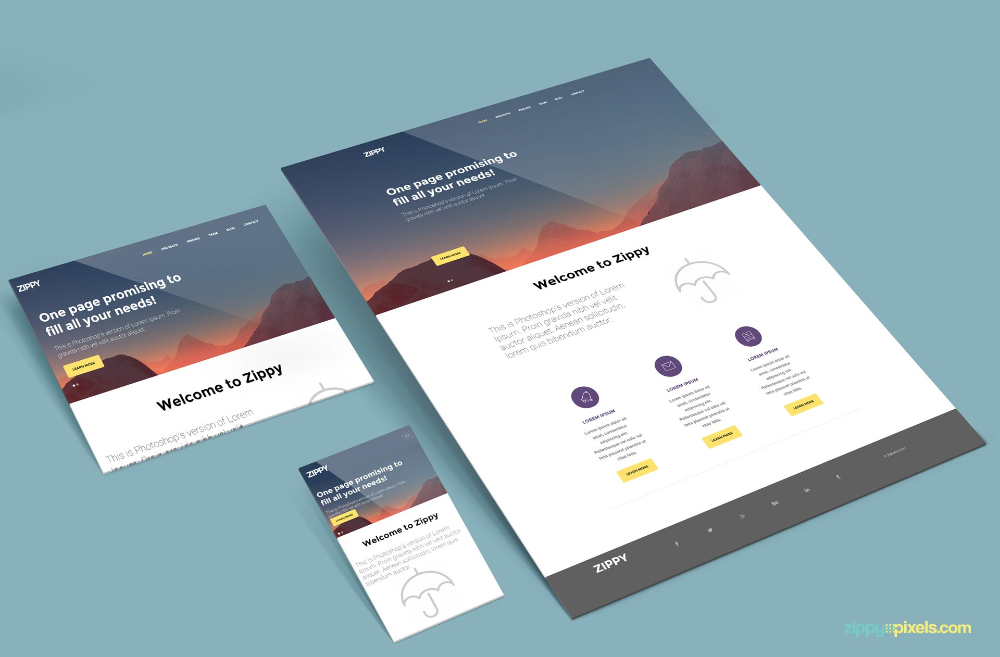 HOME PROJECTS PRICING TEAM BLOG CONTACT
ZIPPY
One page promising to
fill all your needs!
This is Photoshop's version of Lorem Ipsum. Proin
gravida nibh vel velit auctor aliquet.
LEARN MORE
Welcome to Zippy
This is Photoshop's version of Lorem
HOME PROJECTS PRICING TEAM BLOG CONTACT
ZIPPY
One page promising to
fill all your needs!
This is Photoshop's version of Lorem Ipsum. Proin
gravida nibh vel velit auctor aliquet.
LEARN MORE
Welcome to Zippy
This is Photoshop's version of Lorem
Ipsum. Proin gravida nibh vel velit
auctor aliquet. Aenean sollicitudin,
lorem quis bibendum auctor.
LOREM IPSUM
Lorem ipsum dolor sit
amet, consectetur
adipiscing elit.
Pellentesque vel odio vel
felis placerat pharetra ut
vitae felis.
LEARN MORE
LOREM IPSUM
Lorem ipsum dolor sit
amet, consectetur
adipiscing elit.
Pellentesque vel odio vel
felis placerat pharetra ut
vitae felis.
LEARN MORE
LOREM IPSUM
Lorem ipsum dolor sit
amet, consectetur
adipiscing elit.
Pellentesque vel odio vel
felis placerat pharetra ut
vitae felis.
LEARN MORE
© jigsaw.com
ZIPPY
ZIPPY
One page promising to
fill all your needs!
This is Photoshop's version of Lorem Ipsum. Proin
gravida nibh vel velit auctor aliquet.
LEARN MORE
Welcome to Zippy
This is Photoshop's version of Lorem
Ipsum. Proin gravida nibh vel velit auctor
aliquet. Aenean sollicitudin, lorem quis
bibendum auctor.
zippypixels.com